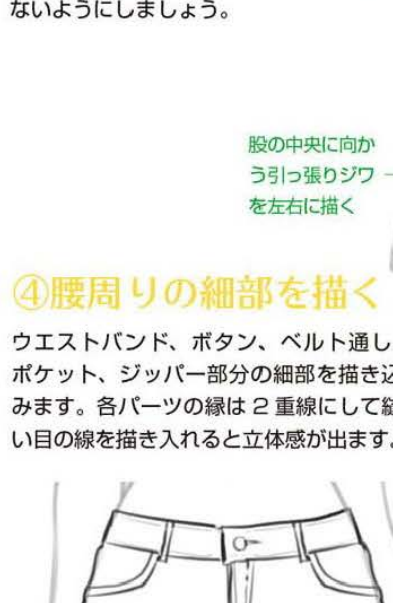 ないようにしましょう。
股の中央に向か
う引っ張りジワ
を左右に描く
④腰周りの細部を描く
ウエストバンド、ボタン、ベルト通し
ポケット、ジッパー部分の細部を描き込
みます。各パーツの縁は2重線にして縫
い目の線を描き入れると立体感が出ます。